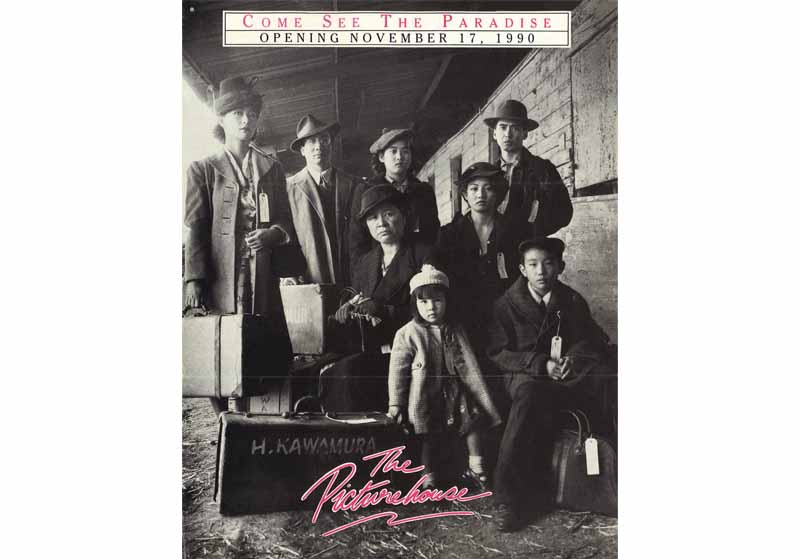 COME SEE THE PARADISE
OPENING NOVEMBER 17, 1990
H. KAWAMURA
The
Picturehouse